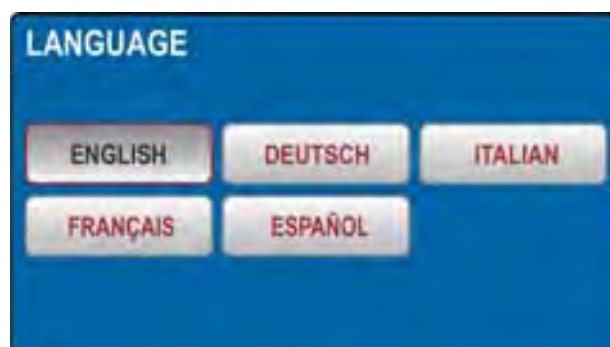 LANGUAGE
ENGLISH DEUTSCH ITALIAN
FRANÇAIS ESPAÑOL